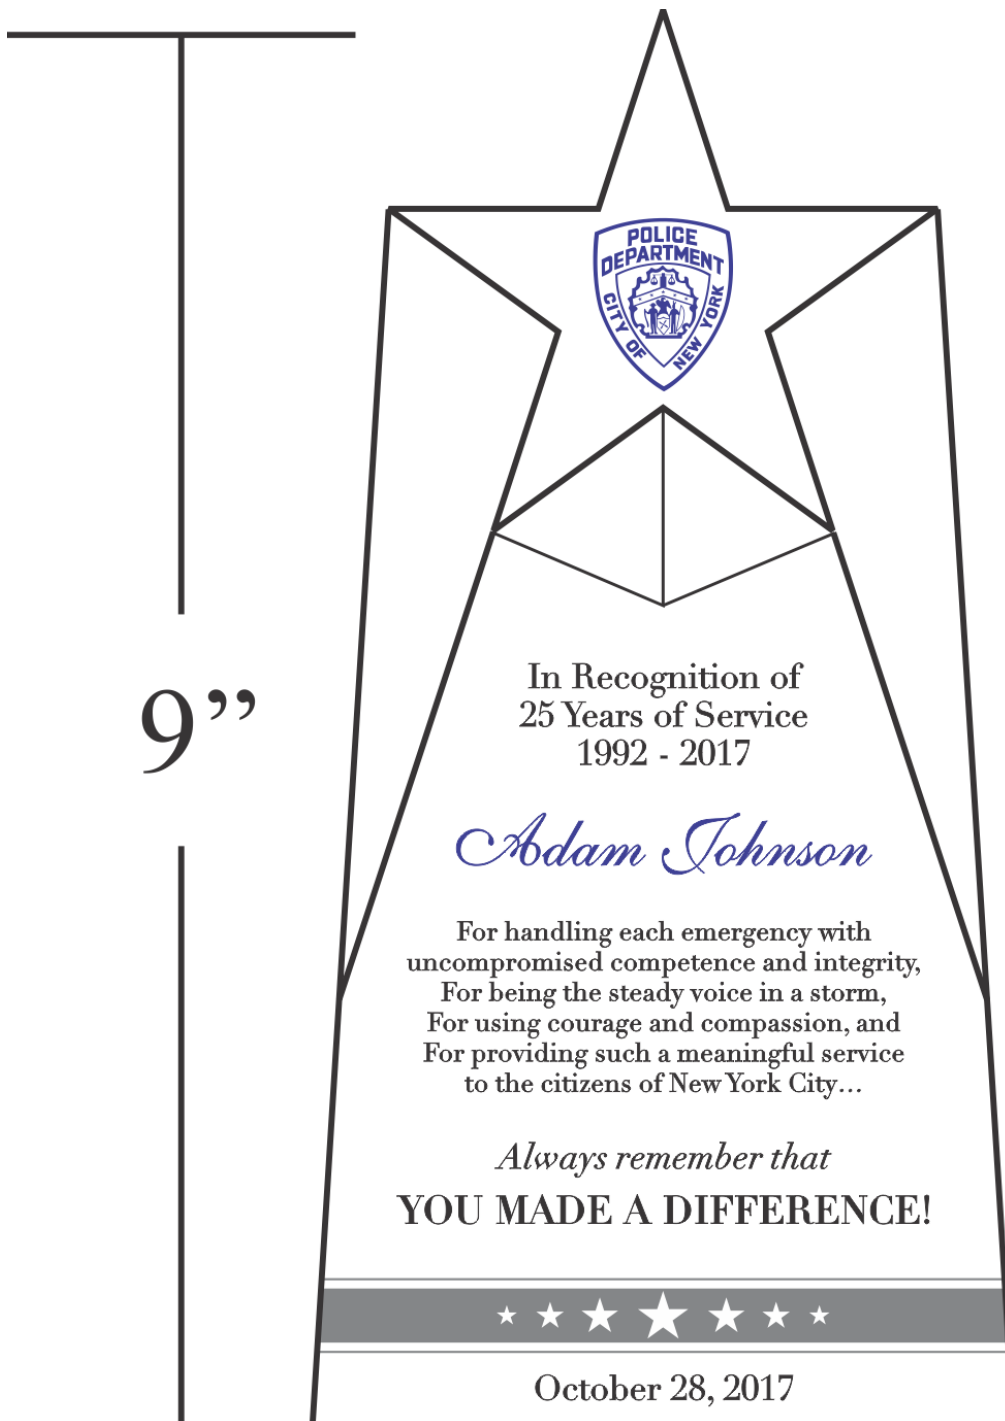 POLICE
DEPARTMENT
CITY OF
NEW YORK
9”
In Recognition of
25 Years of Service
1992 - 2017
Adam Johnson
For handling each emergency with
uncompromised competence and integrity,
For being the steady voice in a storm,
For using courage and compassion, and
For providing such a meaningful service
to the citizens of New York City...
Always remember that
YOU MADE A DIFFERENCE!
October 28, 2017